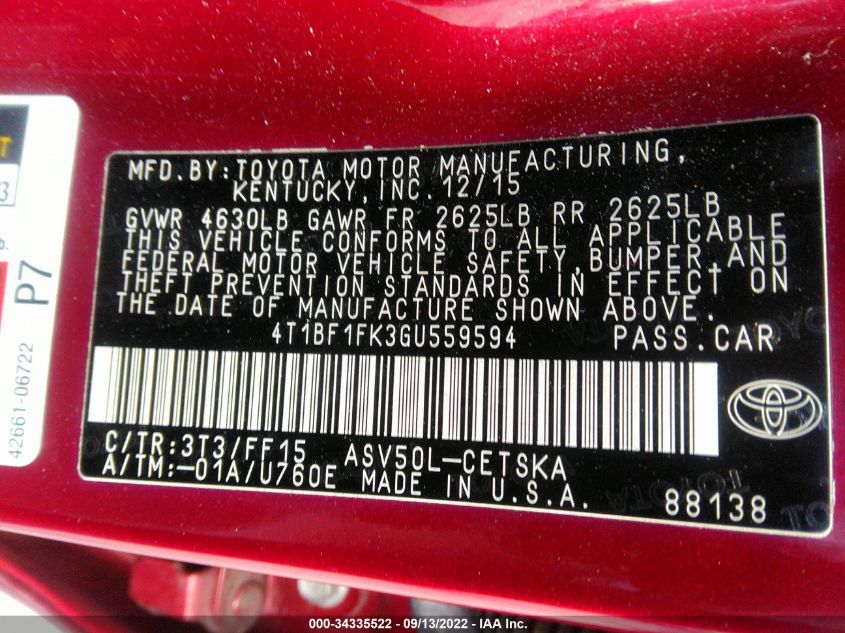 MFD.BY:TOYOTA MOTOR MANUFACTURING,
KENTUCKY,INC.12/15
GVWR 4630LB GAWR FR 2625LB RR 2625LB
THIS VEHICLE CONFORMS TO ALL APPLICABLE
FEDERAL MOTOR VEHICLE SAFETY,BUMPER,AND
THEFT PREVENTION STANDARDS IN EFFECT ON
THE DATE OF MANUFACTURE SHOWN ABOVE.
4T1BF1FK3GU559594 PASS.CAR
C/TR:3T3/FF15 ASV50L-CETSKA
A/TM:-01A/U760E MADE IN U.S.A.
88138
P7
42661-06722
000-34335522 - 09/13/2022 - IAA Inc.